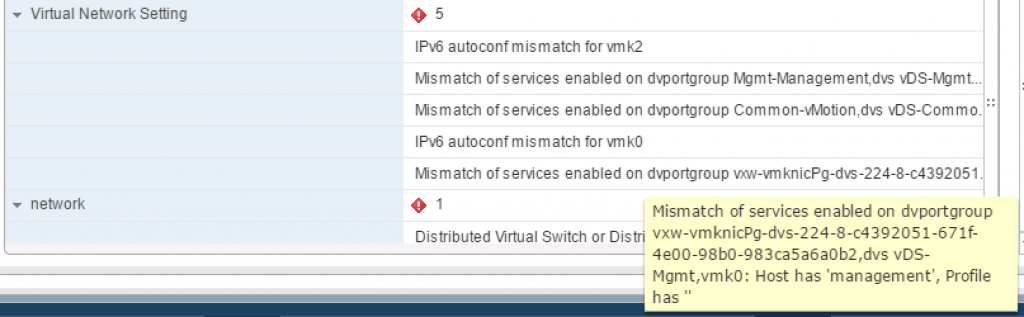 Virtual Network Setting 5
IPv6 autoconf mismatch for vmk2
Mismatch of services enabled on dvportgroup Mgmt-Management,dvs vDS-Mgmt...
Mismatch of services enabled on dvportgroup Common-vMotion,dvs vDS-Commo.
IPv6 autoconf mismatch for vmk0
Mismatch of services enabled on dvportgroup vxw-vmknicPg-dvs-224-8-c4392051.
network 1
Distributed Virtual Switch or Distri
Mismatch of services enabled on dvportgroup
vxw-vmknicPg-dvs-224-8-c4392051-671f-
4e00-98b0-983ca5a6a0b2,dvs vDS-
Mgmt,vmk0: Host has 'management', Profile
has ''